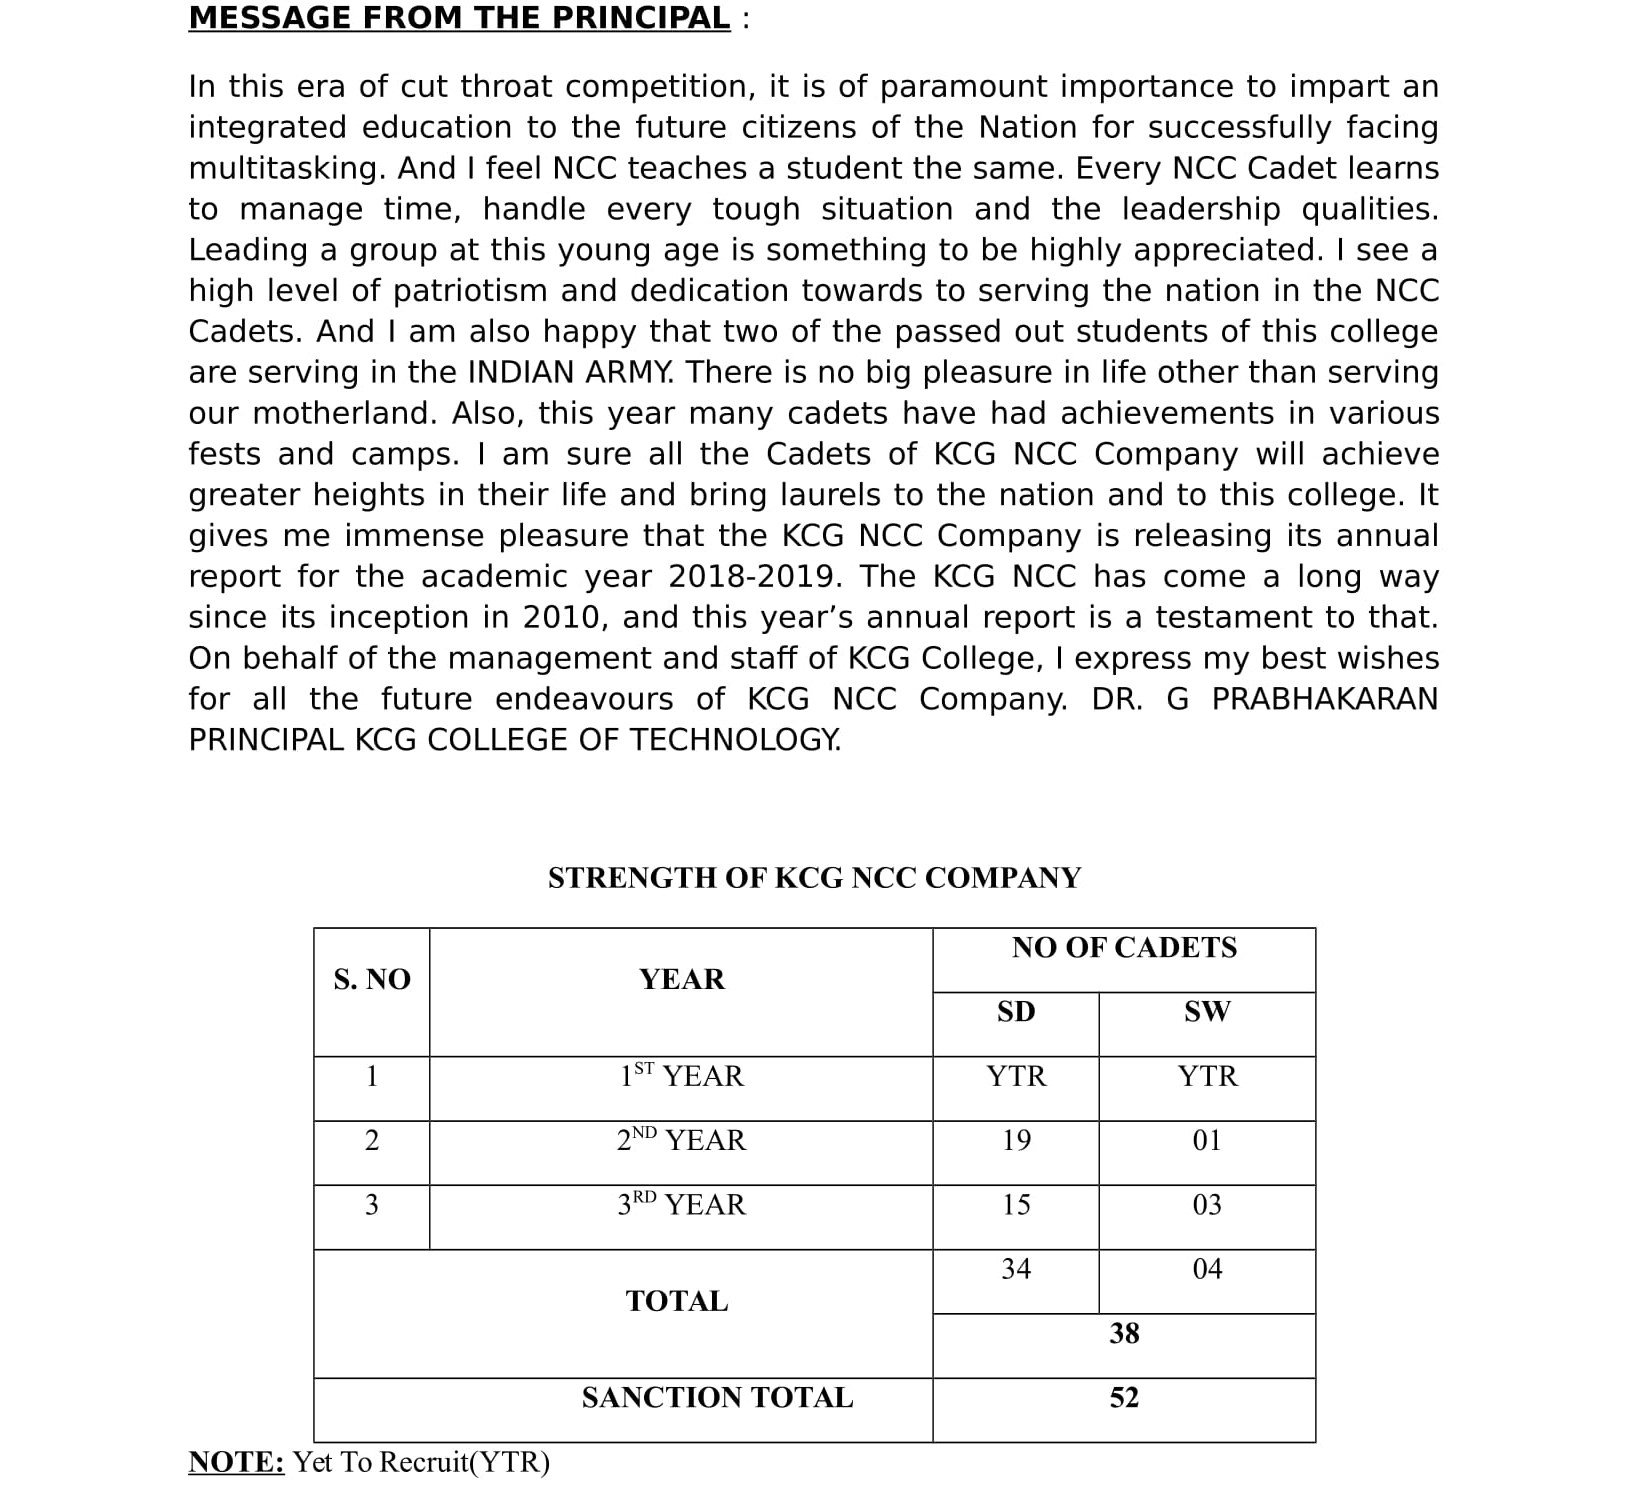 MESSAGE FROM THE PRINCIPAL :
In this era of cut throat competition, it is of paramount importance to impart an
integrated education to the future citizens of the Nation for successfully facing
multitasking. And I feel NCC teaches a student the same. Every NCC Cadet learns
to manage time, handle every tough situation and the leadership qualities.
Leading a group at this young age is something to be highly appreciated. I see a
high level of patriotism and dedication towards to serving the nation in the NCC
Cadets. And I am also happy that two of the passed out students of this college
are serving in the INDIAN ARMY. There is no big pleasure in life other than serving
our motherland. Also, this year many cadets have had achievements in various
fests and camps. I am sure all the Cadets of KCG NCC Company will achieve
greater heights in their life and bring laurels to the nation and to this college. It
gives me immense pleasure that the KCG NCC Company is releasing its annual
report for the academic year 2018-2019. The KCG NCC has come a long way
since its inception in 2010, and this year’s annual report is a testament to that.
On behalf of the management and staff of KCG College, I express my best wishes
for all the future endeavours of KCG NCC Company. DR. G PRABHAKARAN
PRINCIPAL KCG COLLEGE OF TECHNOLOGY.
STRENGTH OF KCG NCC COMPANY
S. NO YEAR NO OF CADETS
SD SW
1 1ST YEAR YTR YTR
2 2ND YEAR 19 01
3 3RD YEAR 15 03
TOTAL 34 04
38
SANCTION TOTAL 52
NOTE: Yet To Recruit(YTR)